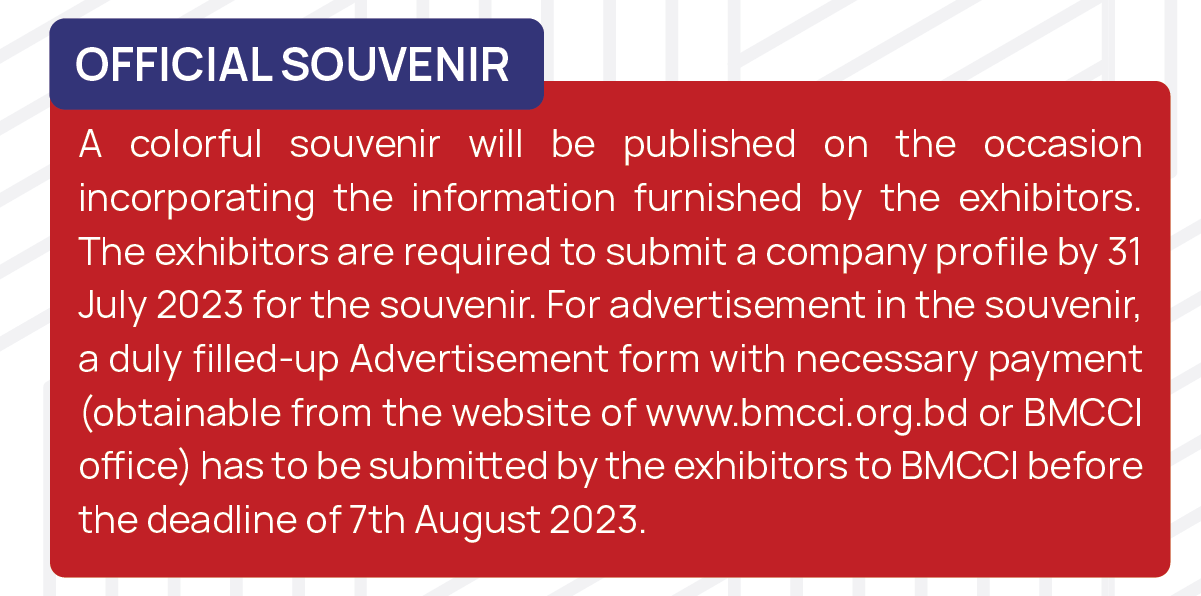 OFFICIAL SOUVENIR
A colorful souvenir will be published on the occasion
incorporating the information furnished by the exhibitors.
The exhibitors are required to submit a company profile by 31
July 2023 for the souvenir. For advertisement in the souvenir,
a duly filled-up Advertisement form with necessary payment
(obtainable from the website of www.bmcci.org.bd or BMCCI
office) has to be submitted by the exhibitors to BMCCI before
the deadline of 7th August 2023.